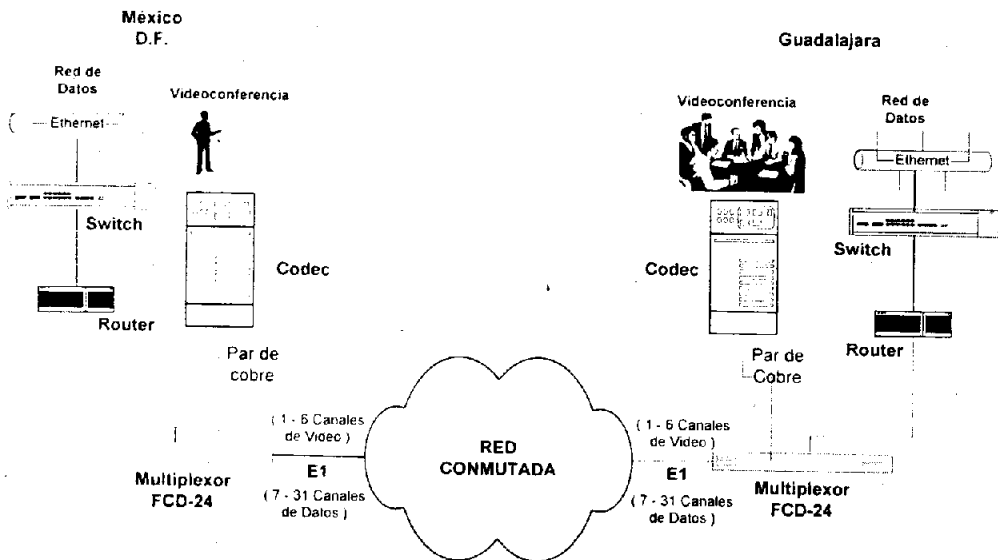 México
D.F.
Red de
Datos
Ethernet
Videoconferencia
Switch
Codec
Router
Par de
cobre
( 1 - 6 Canales
de Video )
E1
( 7 - 31 Canales
de Datos )
Multiplexor
FCD-24
RED
CONMUTADA
Guadalajara
Videoconferencia
Red de
Datos
Ethernet
Switch
Codec
Router
Par de
Cobre
( 1 - 6 Canales
de Video )
E1
( 7 - 31 Canales
de Datos )
Multiplexor
FCD-24